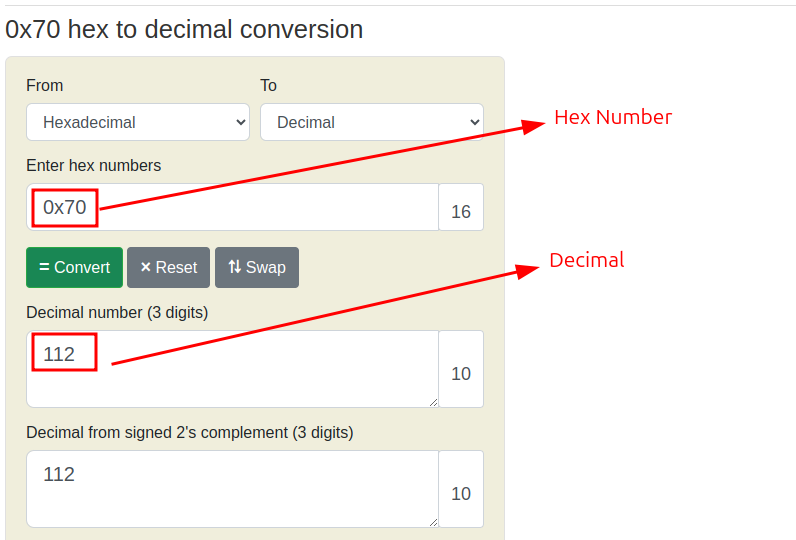 0x70 hex to decimal conversion
From To
Hexadecimal Decimal
Hex Number
Enter hex numbers
0x70 16
= Convert × Reset ⇅ Swap
Decimal
Decimal number (3 digits)
112 10
Decimal from signed 2's complement (3 digits)
112 10